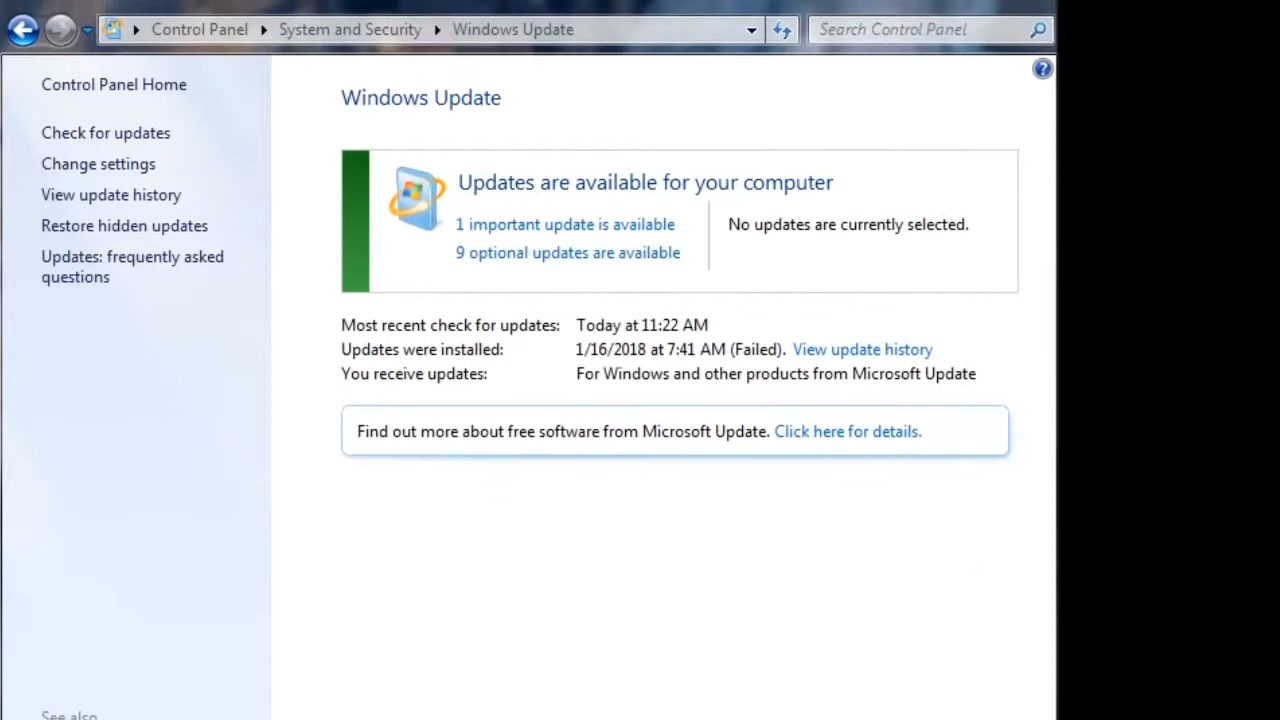 Control Panel
System and Security
Windows Update
Search Control Panel
Control Panel Home
Check for updates
Change settings
View update history
Restore hidden updates
Updates: frequently asked
questions
Windows Update
Updates are available for your computer
1 important update is available
9 optional updates are available
No updates are currently selected.
Most recent check for updates: Today at 11:22 AM
Updates were installed: 1/16/2018 at 7:41 AM (Failed). View update history
You receive updates: For Windows and other products from Microsoft Update
Find out more about free software from Microsoft Update. Click here for details.
See also